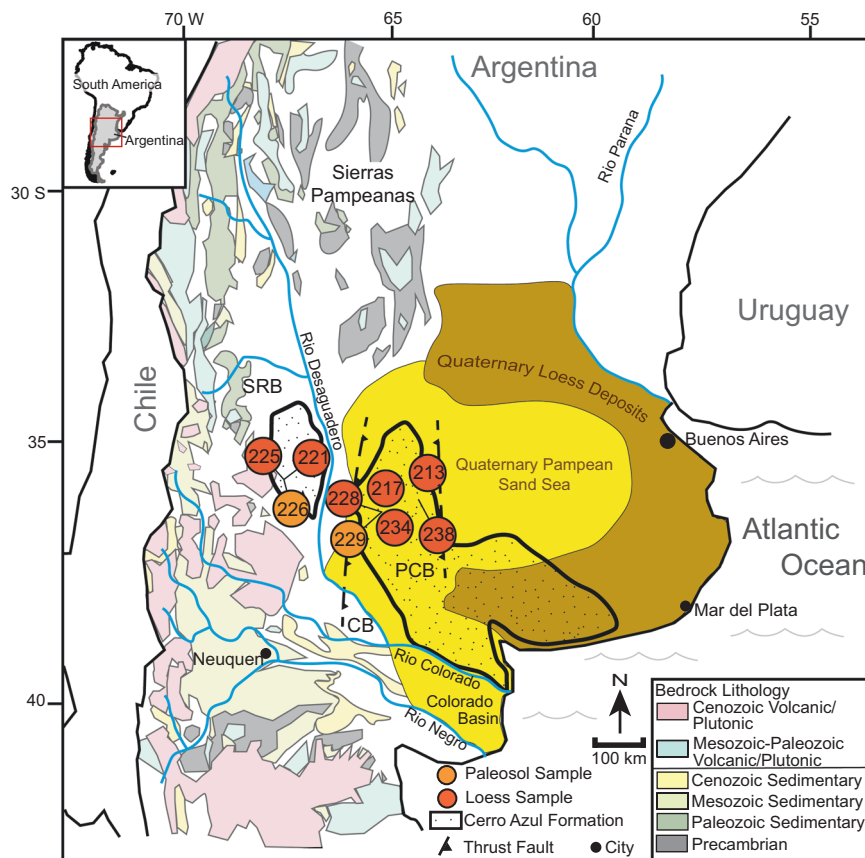 70 W
65
60
55
South America
Argentina
Argentina
Rio Parana
30 S
Sierras
Pampeanas
Uruguay
Chile
SRB
Rio Desaguadero
Quaternary Loess Deposits
35
Buenos Aires
225
221
213
217
Quaternary Pampean
Sand Sea
228
226
234
238
229
Atlantic
Ocean
PCB
CB
Mar del Plata
Neuquen
Rio Colorado
Colorado
Basin
Rio Negro
40
N
100 km
Paleosol Sample
Loess Sample
Cerro Azul Formation
Thrust Fault
City
Bedrock Lithology
Cenozoic Volcanic/
Plutonic
Mesozoic-Paleozoic
Volcanic/Plutonic
Cenozoic Sedimentary
Mesozoic Sedimentary
Paleozoic Sedimentary
Precambrian